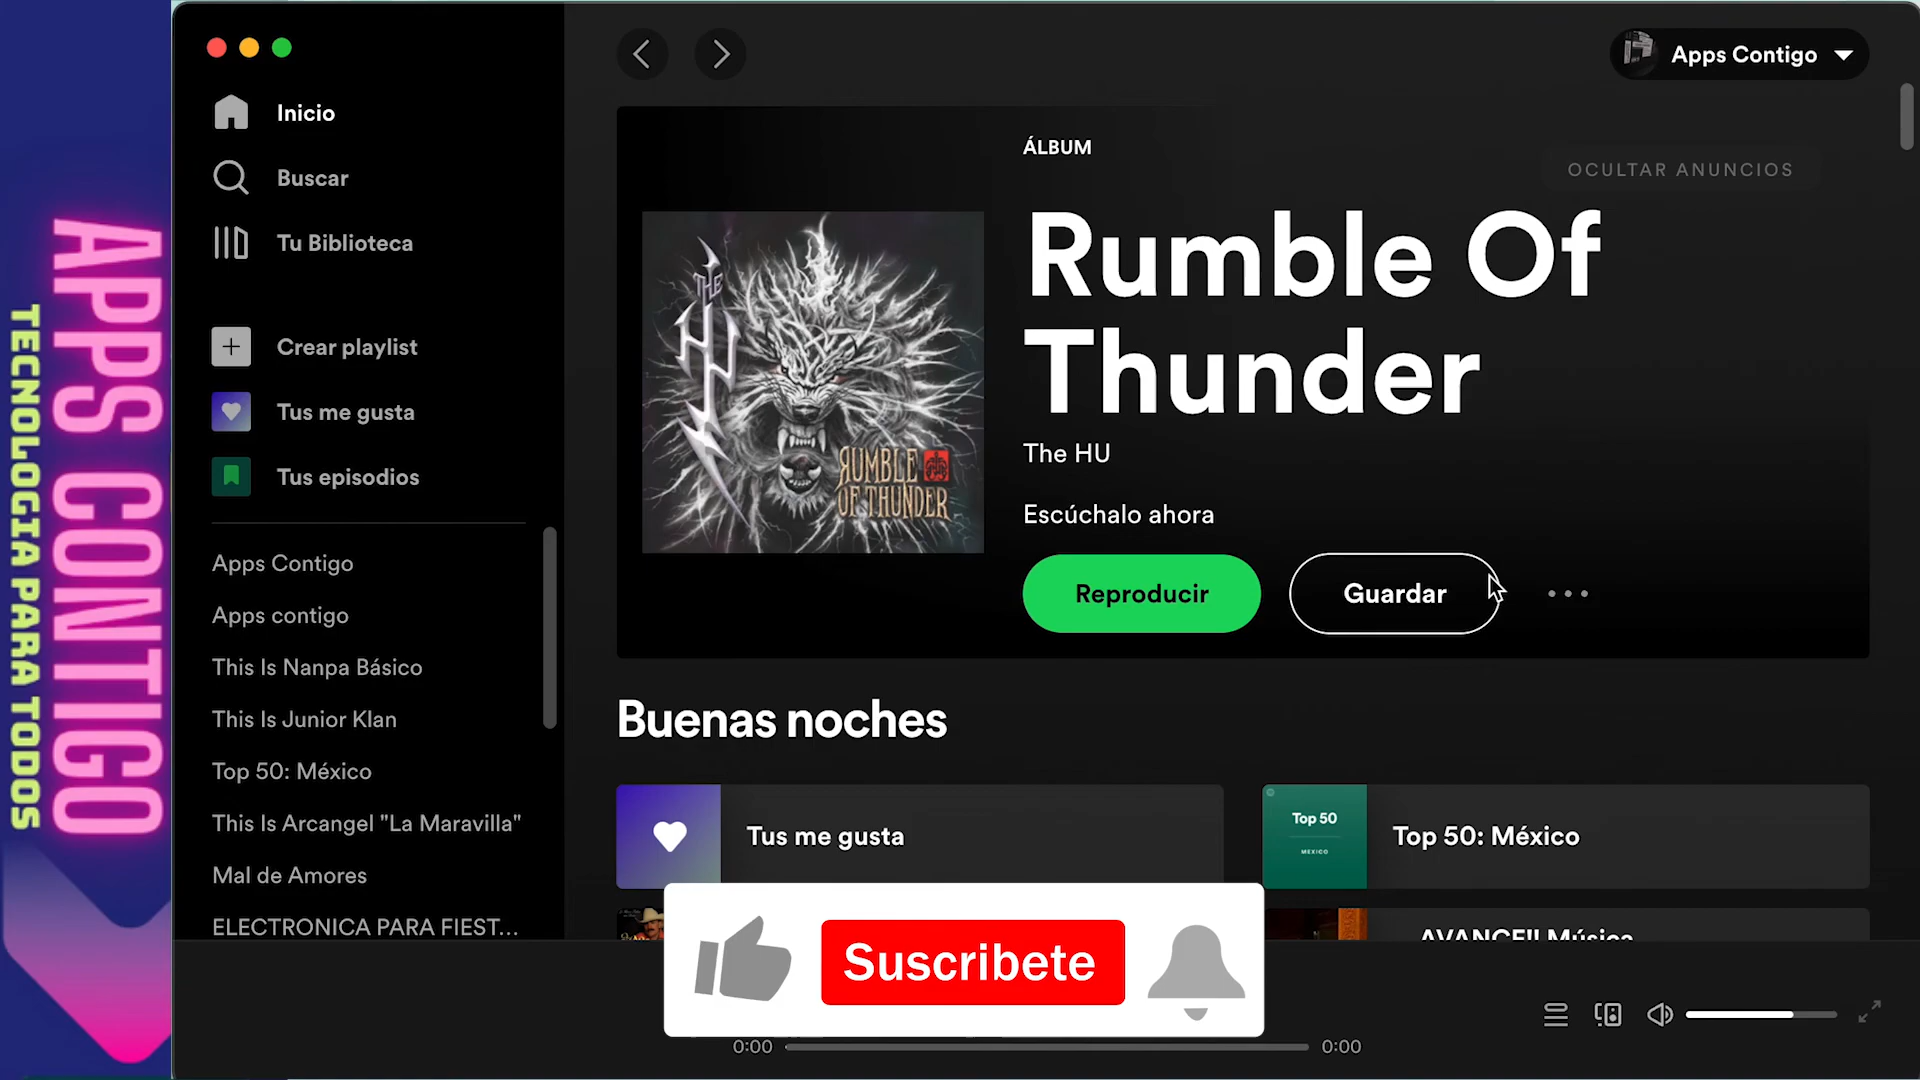 APPS CONTIGO
TECNOLOGIA PARA TODOS
Inicio
Buscar
Tu Biblioteca
Crear playlist
Tus me gusta
Tus episodios
Apps Contigo
Apps contigo
This Is Nanpa Básico
This Is Junior Klan
Top 50: México
This Is Arcangel "La Maravilla"
Mal de Amores
ELECTRONICA PARA FIEST...
Apps Contigo
ÁLBUM
OCULTAR ANUNCIOS
Rumble Of
Thunder
The HU
Escúchalo ahora
Reproducir
Guardar
THE
HU
RUMBLE
OF THUNDER
Buenas noches
Tus me gusta
Top 50
MEXICO
Top 50: México
AVANCE!! Música
Suscribete
0:00
0:00